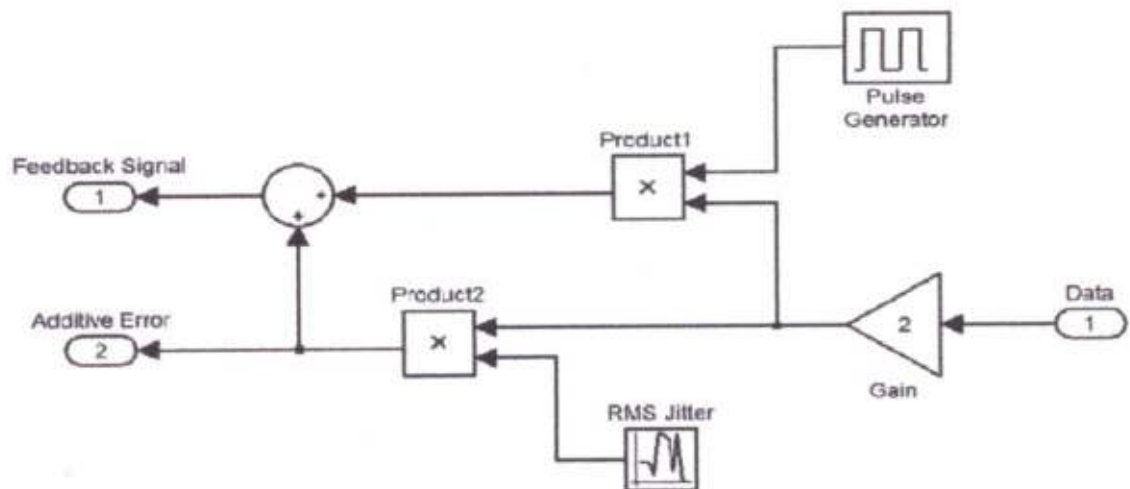 Pulse
Generator
Product1
×
Feedback Signal
1
+
+
Product2
×
Additive Error
2
2
Gain
Data
1
RMS Jitter